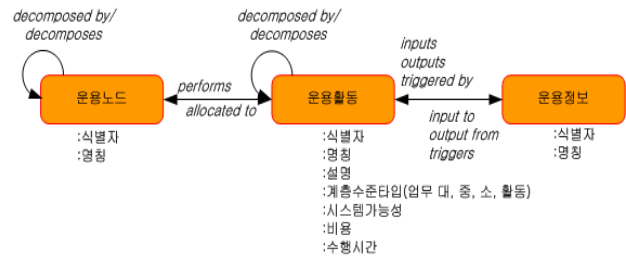 decomposed by/
decomposes
decomposed by/
decomposes
inputs
outputs
triggered by
운용노드
performs
allocated to
운용활동
운용정보
input to
output from
triggers
:식별자
:명칭
:식별자
:명칭
:설명
:계층수준타입(업무 대, 중, 소, 활동)
:시스템가능성
:비용
:수행시간
:식별자
:명칭